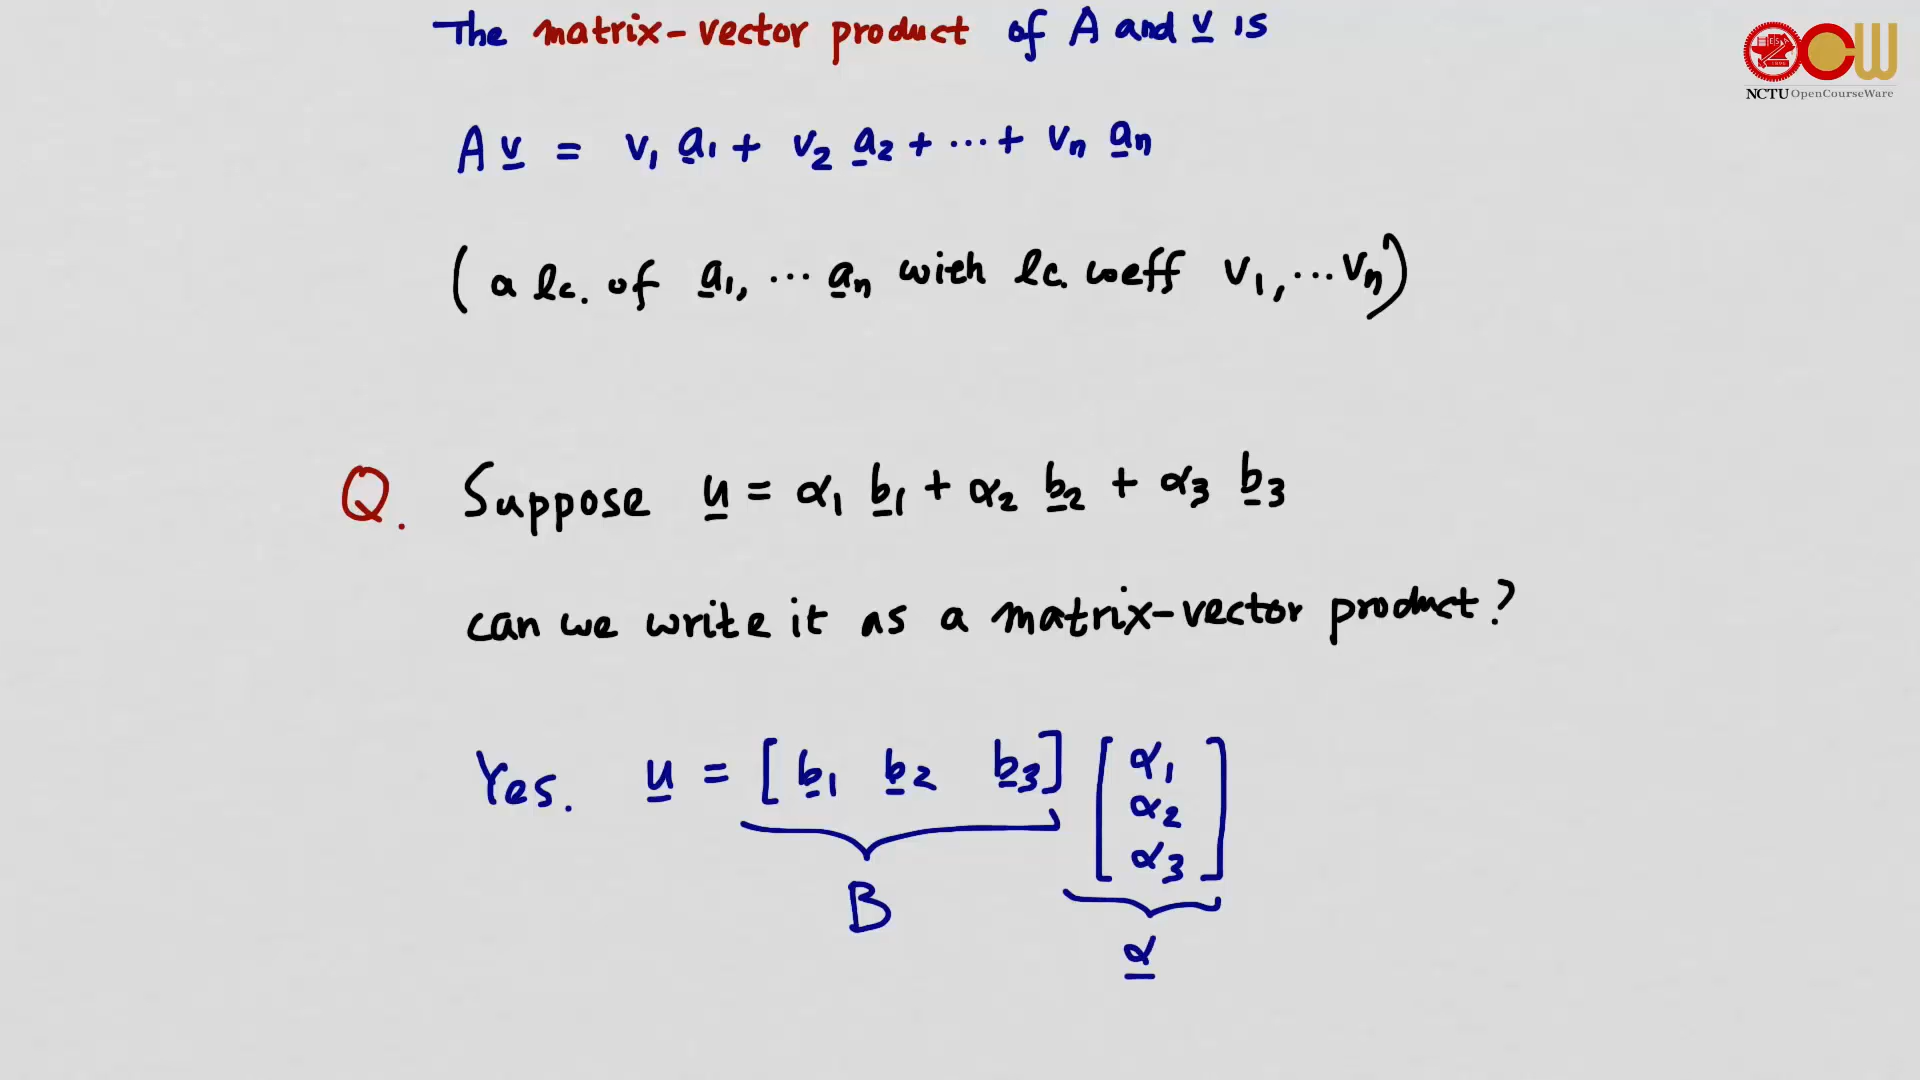 The matrix-vector product of A and v is
NCTU OpenCourseWare
A v = v₁ a₁ + v₂ a₂ + ⋯ + vₙ aₙ
( a lc. of a₁, ⋯ aₙ with lc. coeff v₁, ⋯ vₙ)
Q. Suppose u = α₁ b₁ + α₂ b₂ + α₃ b₃
can we write it as a matrix-vector product?
Yes. u = [ b₁ b₂ b₃ ] [ α₁ α₂ α₃ ]
B
α